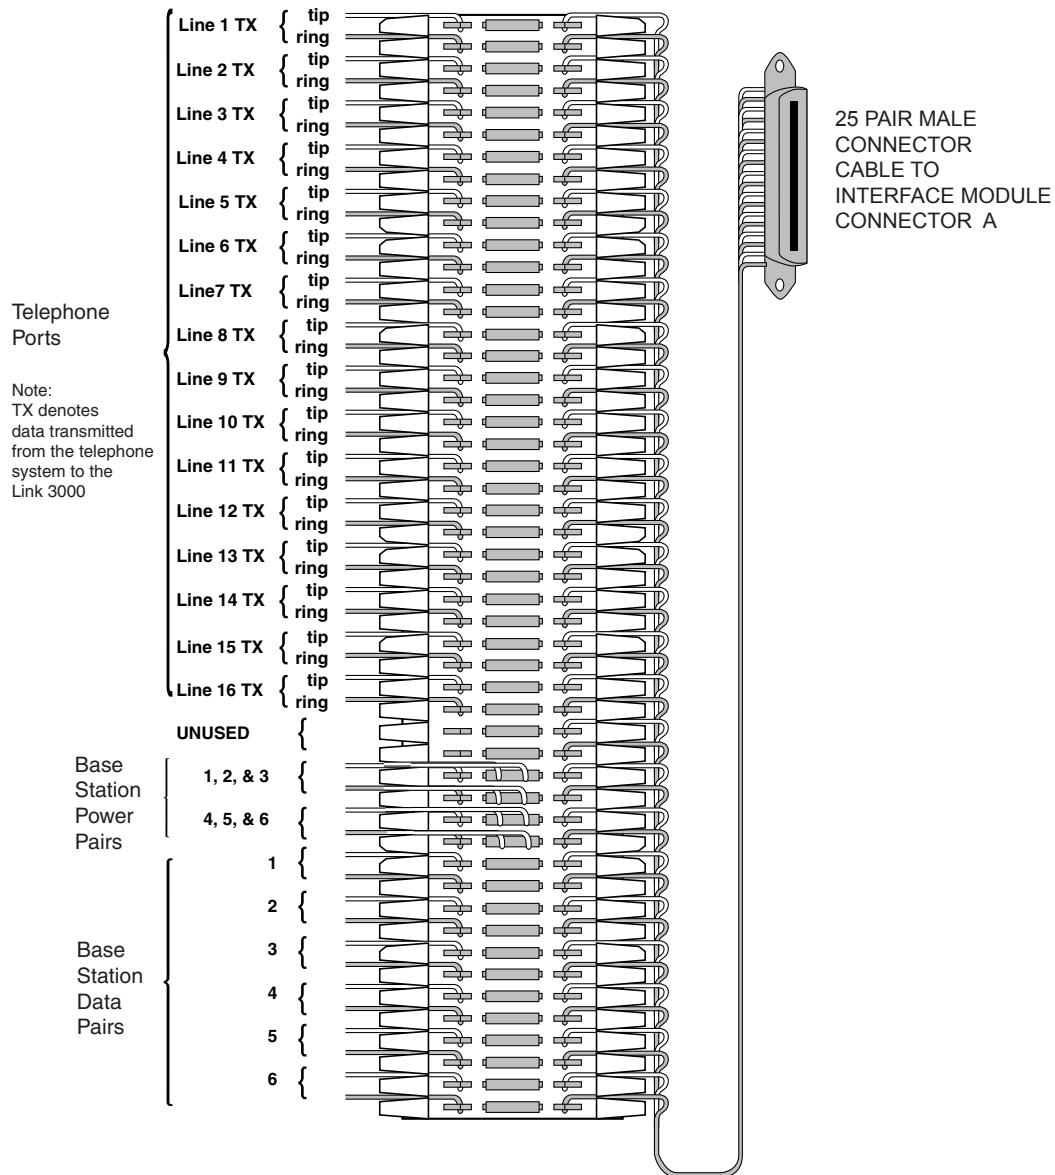 Line 1 TX { tip
ring
Line 2 TX { tip
ring
Line 3 TX { tip
ring
Line 4 TX { tip
ring
Line 5 TX { tip
ring
Line 6 TX { tip
ring
Line7 TX { tip
ring
Line 8 TX { tip
ring
Line 9 TX { tip
ring
Line 10 TX { tip
ring
Line 11 TX { tip
ring
Line 12 TX { tip
ring
Line 13 TX { tip
ring
Line 14 TX { tip
ring
Line 15 TX { tip
ring
Line 16 TX { tip
ring
UNUSED {
1, 2, & 3 {
4, 5, & 6 {
1 {
2 {
3 {
4 {
5 {
6 {
Telephone
Ports
Note:
TX denotes
data transmitted
from the telephone
system to the
Link 3000
Base
Station
Power
Pairs
Base
Station
Data
Pairs
25 PAIR MALE
CONNECTOR
CABLE TO
INTERFACE MODULE
CONNECTOR A